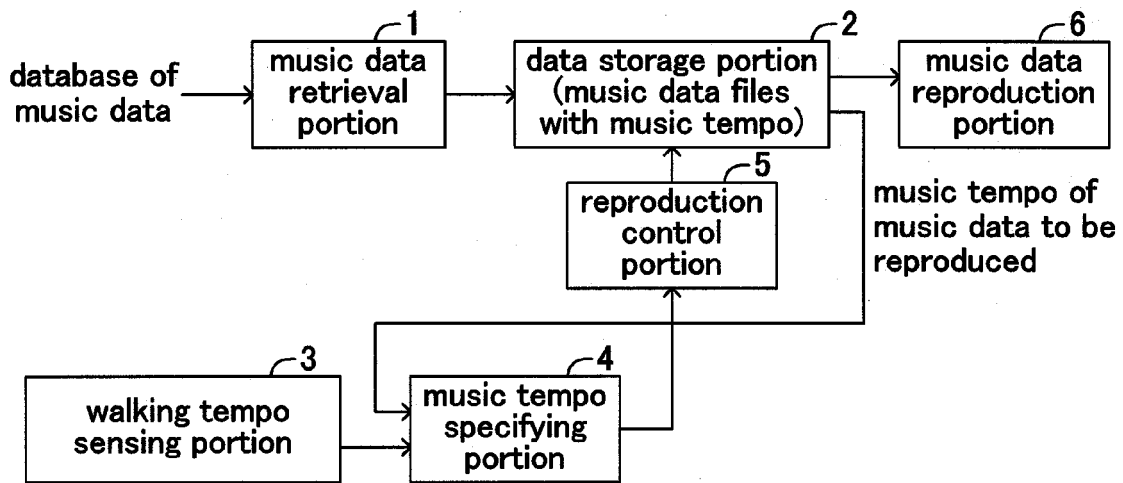 database of
music data
1
music data
retrieval
portion
2
data storage portion
(music data files
with music tempo)
6
music data
reproduction
portion
5
reproduction
control
portion
music tempo of
music data to be
reproduced
3
walking tempo
sensing portion
4
music tempo
specifying
portion